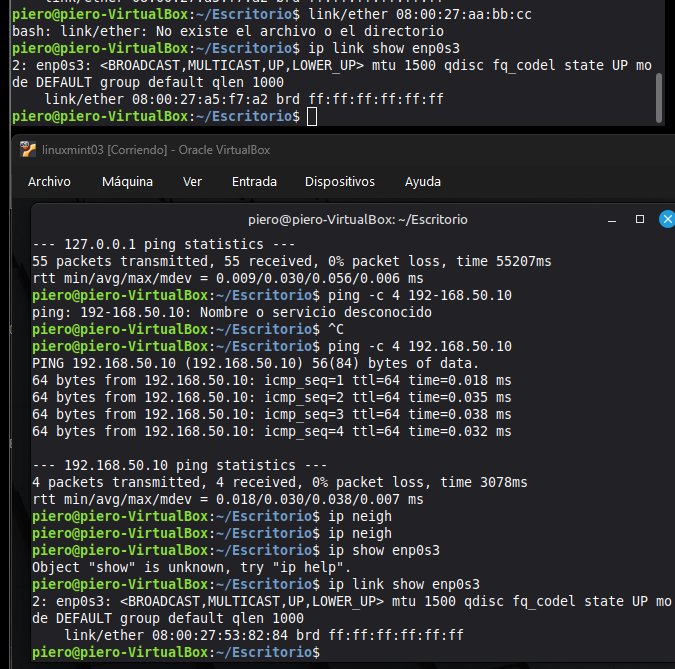 piero@piero-VirtualBox:~/Escritorio$ link/ether 08:00:27:aa:bb:cc
bash: link/ether: No existe el archivo o el directorio
piero@piero-VirtualBox:~/Escritorio$ ip link show enp0s3
2: enp0s3: <BROADCAST,MULTICAST,UP,LOWER_UP> mtu 1500 qdisc fq_codel state UP mo
de DEFAULT group default qlen 1000
    link/ether 08:00:27:a5:f7:a2 brd ff:ff:ff:ff:ff:ff
piero@piero-VirtualBox:~/Escritorio$
linuxmint03 [Corriendo] - Oracle VirtualBox
Archivo Máquina Ver Entrada Dispositivos Ayuda
piero@piero-VirtualBox: ~/Escritorio
--- 127.0.0.1 ping statistics ---
55 packets transmitted, 55 received, 0% packet loss, time 55207ms
rtt min/avg/max/mdev = 0.009/0.030/0.056/0.006 ms
piero@piero-VirtualBox:~/Escritorio$ ping -c 4 192-168.50.10
ping: 192-168.50.10: Nombre o servicio desconocido
piero@piero-VirtualBox:~/Escritorio$ ^C
piero@piero-VirtualBox:~/Escritorio$ ping -c 4 192.168.50.10
PING 192.168.50.10 (192.168.50.10) 56(84) bytes of data.
64 bytes from 192.168.50.10: icmp_seq=1 ttl=64 time=0.018 ms
64 bytes from 192.168.50.10: icmp_seq=2 ttl=64 time=0.035 ms
64 bytes from 192.168.50.10: icmp_seq=3 ttl=64 time=0.038 ms
64 bytes from 192.168.50.10: icmp_seq=4 ttl=64 time=0.032 ms
--- 192.168.50.10 ping statistics ---
4 packets transmitted, 4 received, 0% packet loss, time 3078ms
rtt min/avg/max/mdev = 0.018/0.030/0.038/0.007 ms
piero@piero-VirtualBox:~/Escritorio$ ip neigh
piero@piero-VirtualBox:~/Escritorio$ ip neigh
piero@piero-VirtualBox:~/Escritorio$ ip show enp0s3
Object "show" is unknown, try "ip help".
piero@piero-VirtualBox:~/Escritorio$ ip link show enp0s3
2: enp0s3: <BROADCAST,MULTICAST,UP,LOWER_UP> mtu 1500 qdisc fq_codel state UP mo
de DEFAULT group default qlen 1000
    link/ether 08:00:27:53:82:84 brd ff:ff:ff:ff:ff:ff
piero@piero-VirtualBox:~/Escritorio$